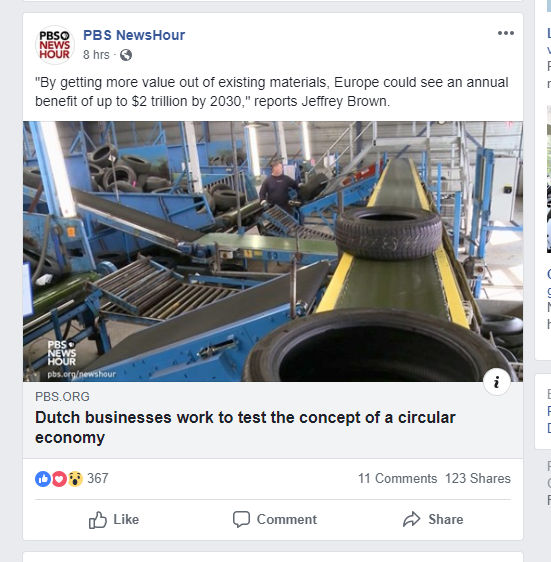 PBS
NEWS
HOUR
PBS NewsHour
8 hrs ·
"By getting more value out of existing materials, Europe could see an annual
benefit of up to $2 trillion by 2030," reports Jeffrey Brown.
PBS
NEWS
HOUR
pbs.org/newshour
i
PBS.ORG
Dutch businesses work to test the concept of a circular
economy
367
11 Comments 123 Shares
Like Comment Share